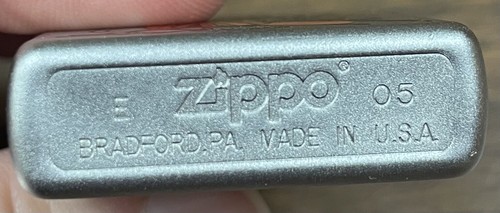 E zippo® 05
BRADFORD, PA. MADE IN U.S.A.